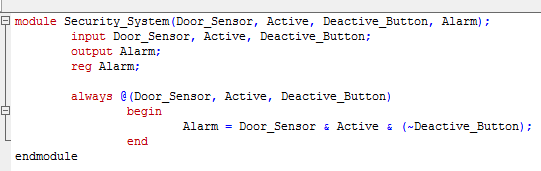 module Security_System(Door_Sensor, Active, Deactive_Button, Alarm);
input Door_Sensor, Active, Deactive_Button;
output Alarm;
reg Alarm;
always @(Door_Sensor, Active, Deactive_Button)
begin
Alarm = Door_Sensor & Active & (~Deactive_Button);
end
endmodule